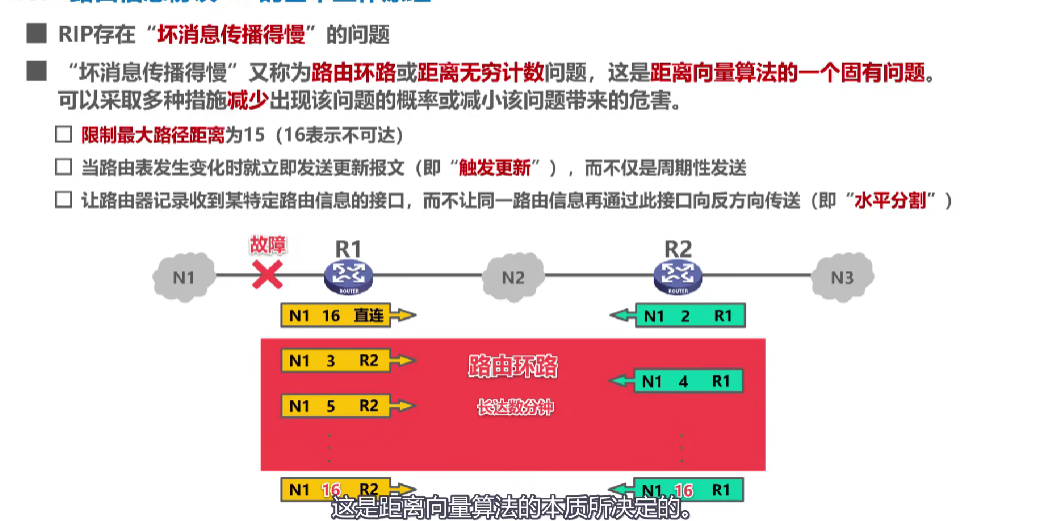 RIP存在“坏消息传播得慢”的问题
“坏消息传播得慢”又称为路由环路或距离无穷计数问题，这是距离向量算法的一个固有问题。
可以采取多种措施减少出现该问题的概率或减小该问题带来的危害。
限制最大路径距离为15（16表示不可达）
当路由表发生变化时就立即发送更新报文（即“触发更新”），而不仅是周期性发送
让路由器记录收到某特定路由信息的接口，而不让同一路由信息再通过此接口向反方向传送（即“水平分割”）
故障 R1 R2
N1 N2 N3
ROUTER ROUTER
N1 16 直连 N1 2 R1
N1 3 R2 路由环路
N1 4 R1
N1 5 R2 长达数分钟
N1 16 R2 N1 16 R1
这是距离向量算法的本质所决定的。